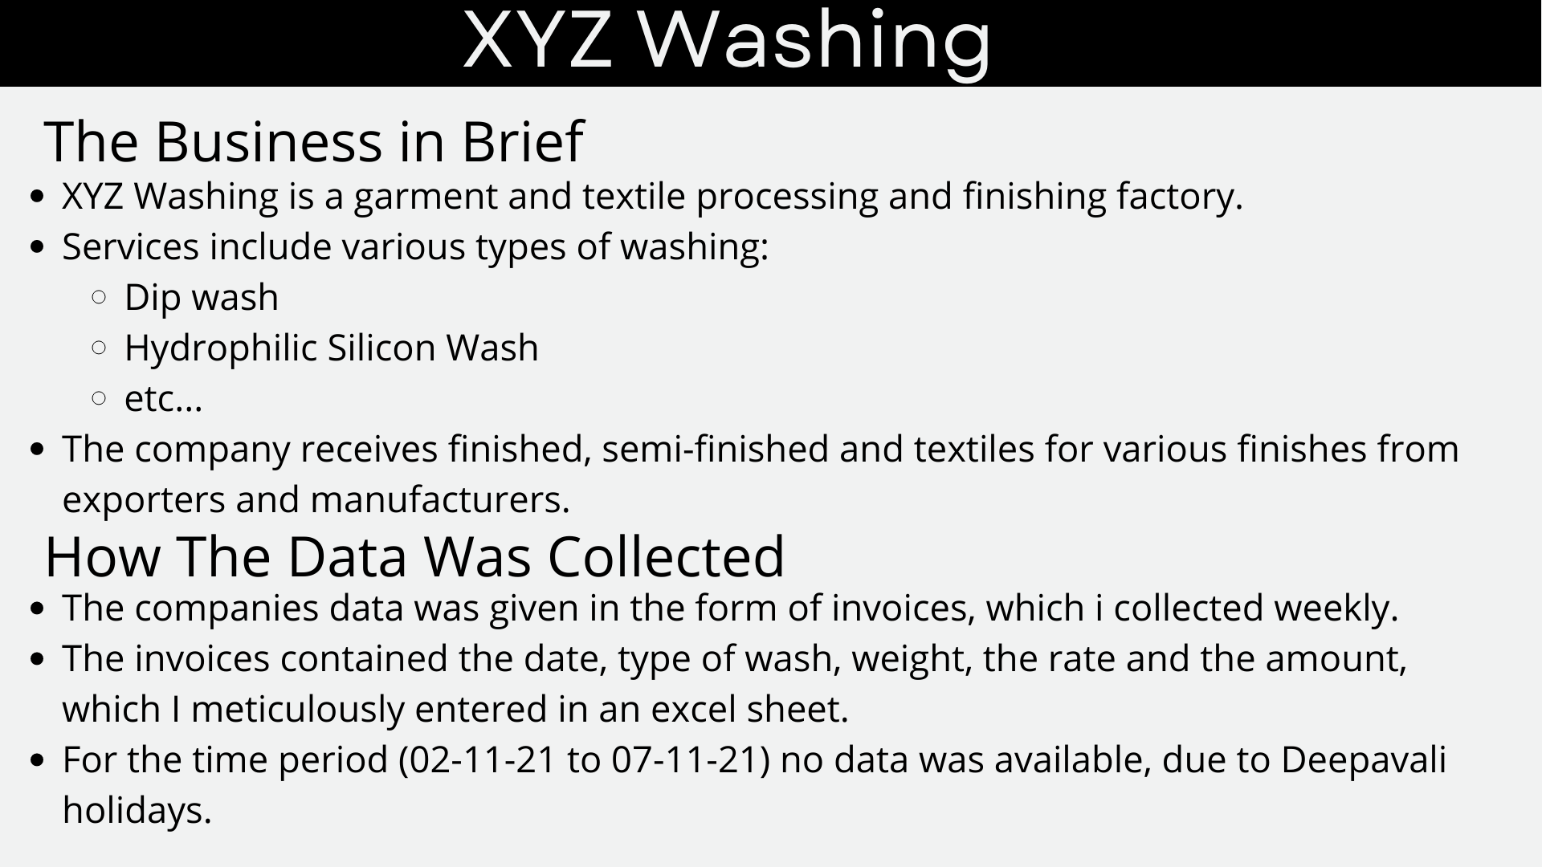 XYZ Washing
The Business in Brief
• XYZ Washing is a garment and textile processing and finishing factory.
• Services include various types of washing:
○ Dip wash
○ Hydrophilic Silicon Wash
○ etc...
• The company receives finished, semi-finished and textiles for various finishes from
exporters and manufacturers.
How The Data Was Collected
• The companies data was given in the form of invoices, which i collected weekly.
• The invoices contained the date, type of wash, weight, the rate and the amount,
which I meticulously entered in an excel sheet.
• For the time period (02-11-21 to 07-11-21) no data was available, due to Deepavali
holidays.